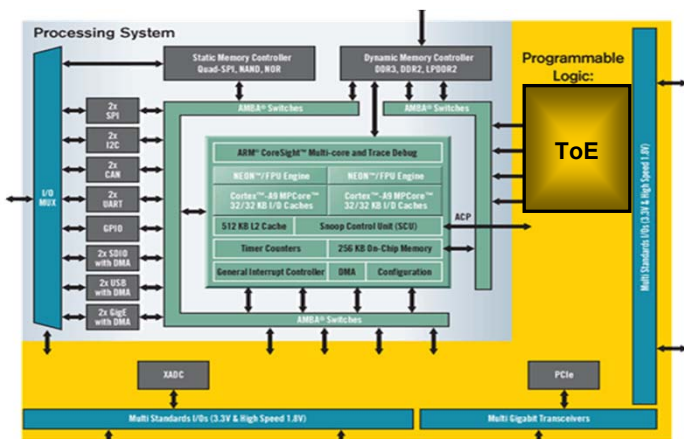 Processing System
Static Memory Controller
Quad-SPI, NAND, NOR
Dynamic Memory Controller
DDR3, DDR2, LPDDR2
Programmable
Logic:
AMBA® Switches
AMBA® Switches
2x
SPI
2x
I2C
2x
CAN
2x
UART
GPIO
2x SDIO
with DMA
2x USB
with DMA
2x GigE
with DMA
I/O
MUX
ARM® CoreSight™ Multi-core and Trace Debug
NEON™/FPU Engine
NEON™/FPU Engine
Cortex™-A9 MPCore™
32/32 KB I/D Caches
Cortex™-A9 MPCore™
32/32 KB I/D Caches
512 KB L2 Cache
Snoop Control Unit (SCU)
Timer Counters
256 KB On-Chip Memory
General Interrupt Controller
DMA
Configuration
ACP
ToE
Multi Standards I/Os (3.3V & High Speed 1.8V)
AMBA® Switches
XADC
PCIe
Multi Standards I/Os (3.3V & High Speed 1.8V)
Multi Gigabit Transceivers